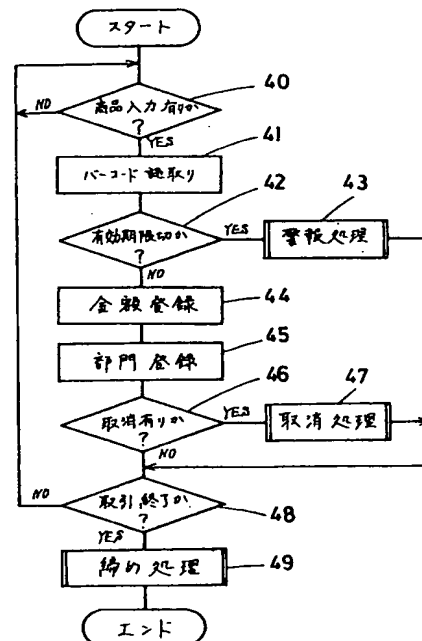 スタート
40
商品入力有りか
?
NO
YES
41
バーコード読取り
42
有効期限切か
?
YES
43
警報処理
NO
44
金額登録
45
部門登録
46
取消有りか
?
YES
47
取消処理
NO
取引終了か
?
NO
48
YES
締め処理
49
エンド